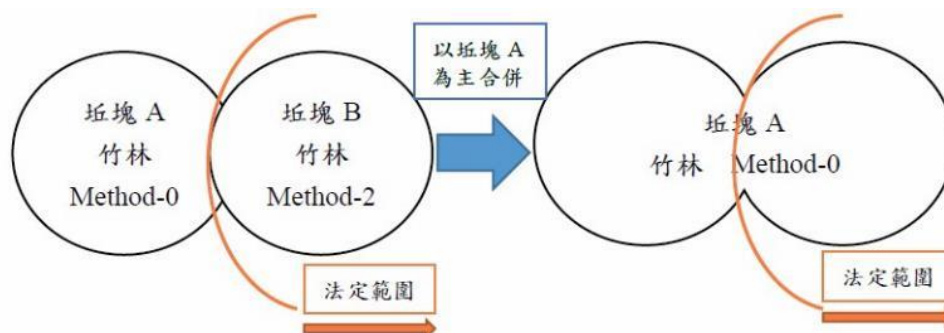 坵塊 A
竹林
Method-0
坵塊 B
竹林
Method-2
法定範圍
以坵塊 A
為主合併
坵塊 A
竹林 Method-0
法定範圍